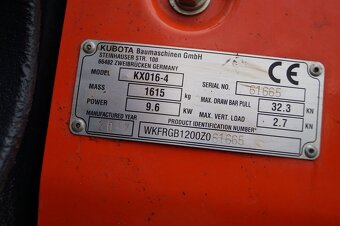 KUBOTA Baumaschinen GmbH
STEINHAUSER STR. 100
66482 ZWEIBRÜCKEN GERMANY
CE
MODEL KX016-4 SERIAL NO. 61665
MASS 1615 kg MAX. DRAW BAR PULL 32.3 KN
POWER 9.6 KW MAX. VERT. LOAD 2.7 KN
MANUFACTURED YEAR PRODUCT IDENTIFICATION NUMBER
WKFRGB1200Z061665